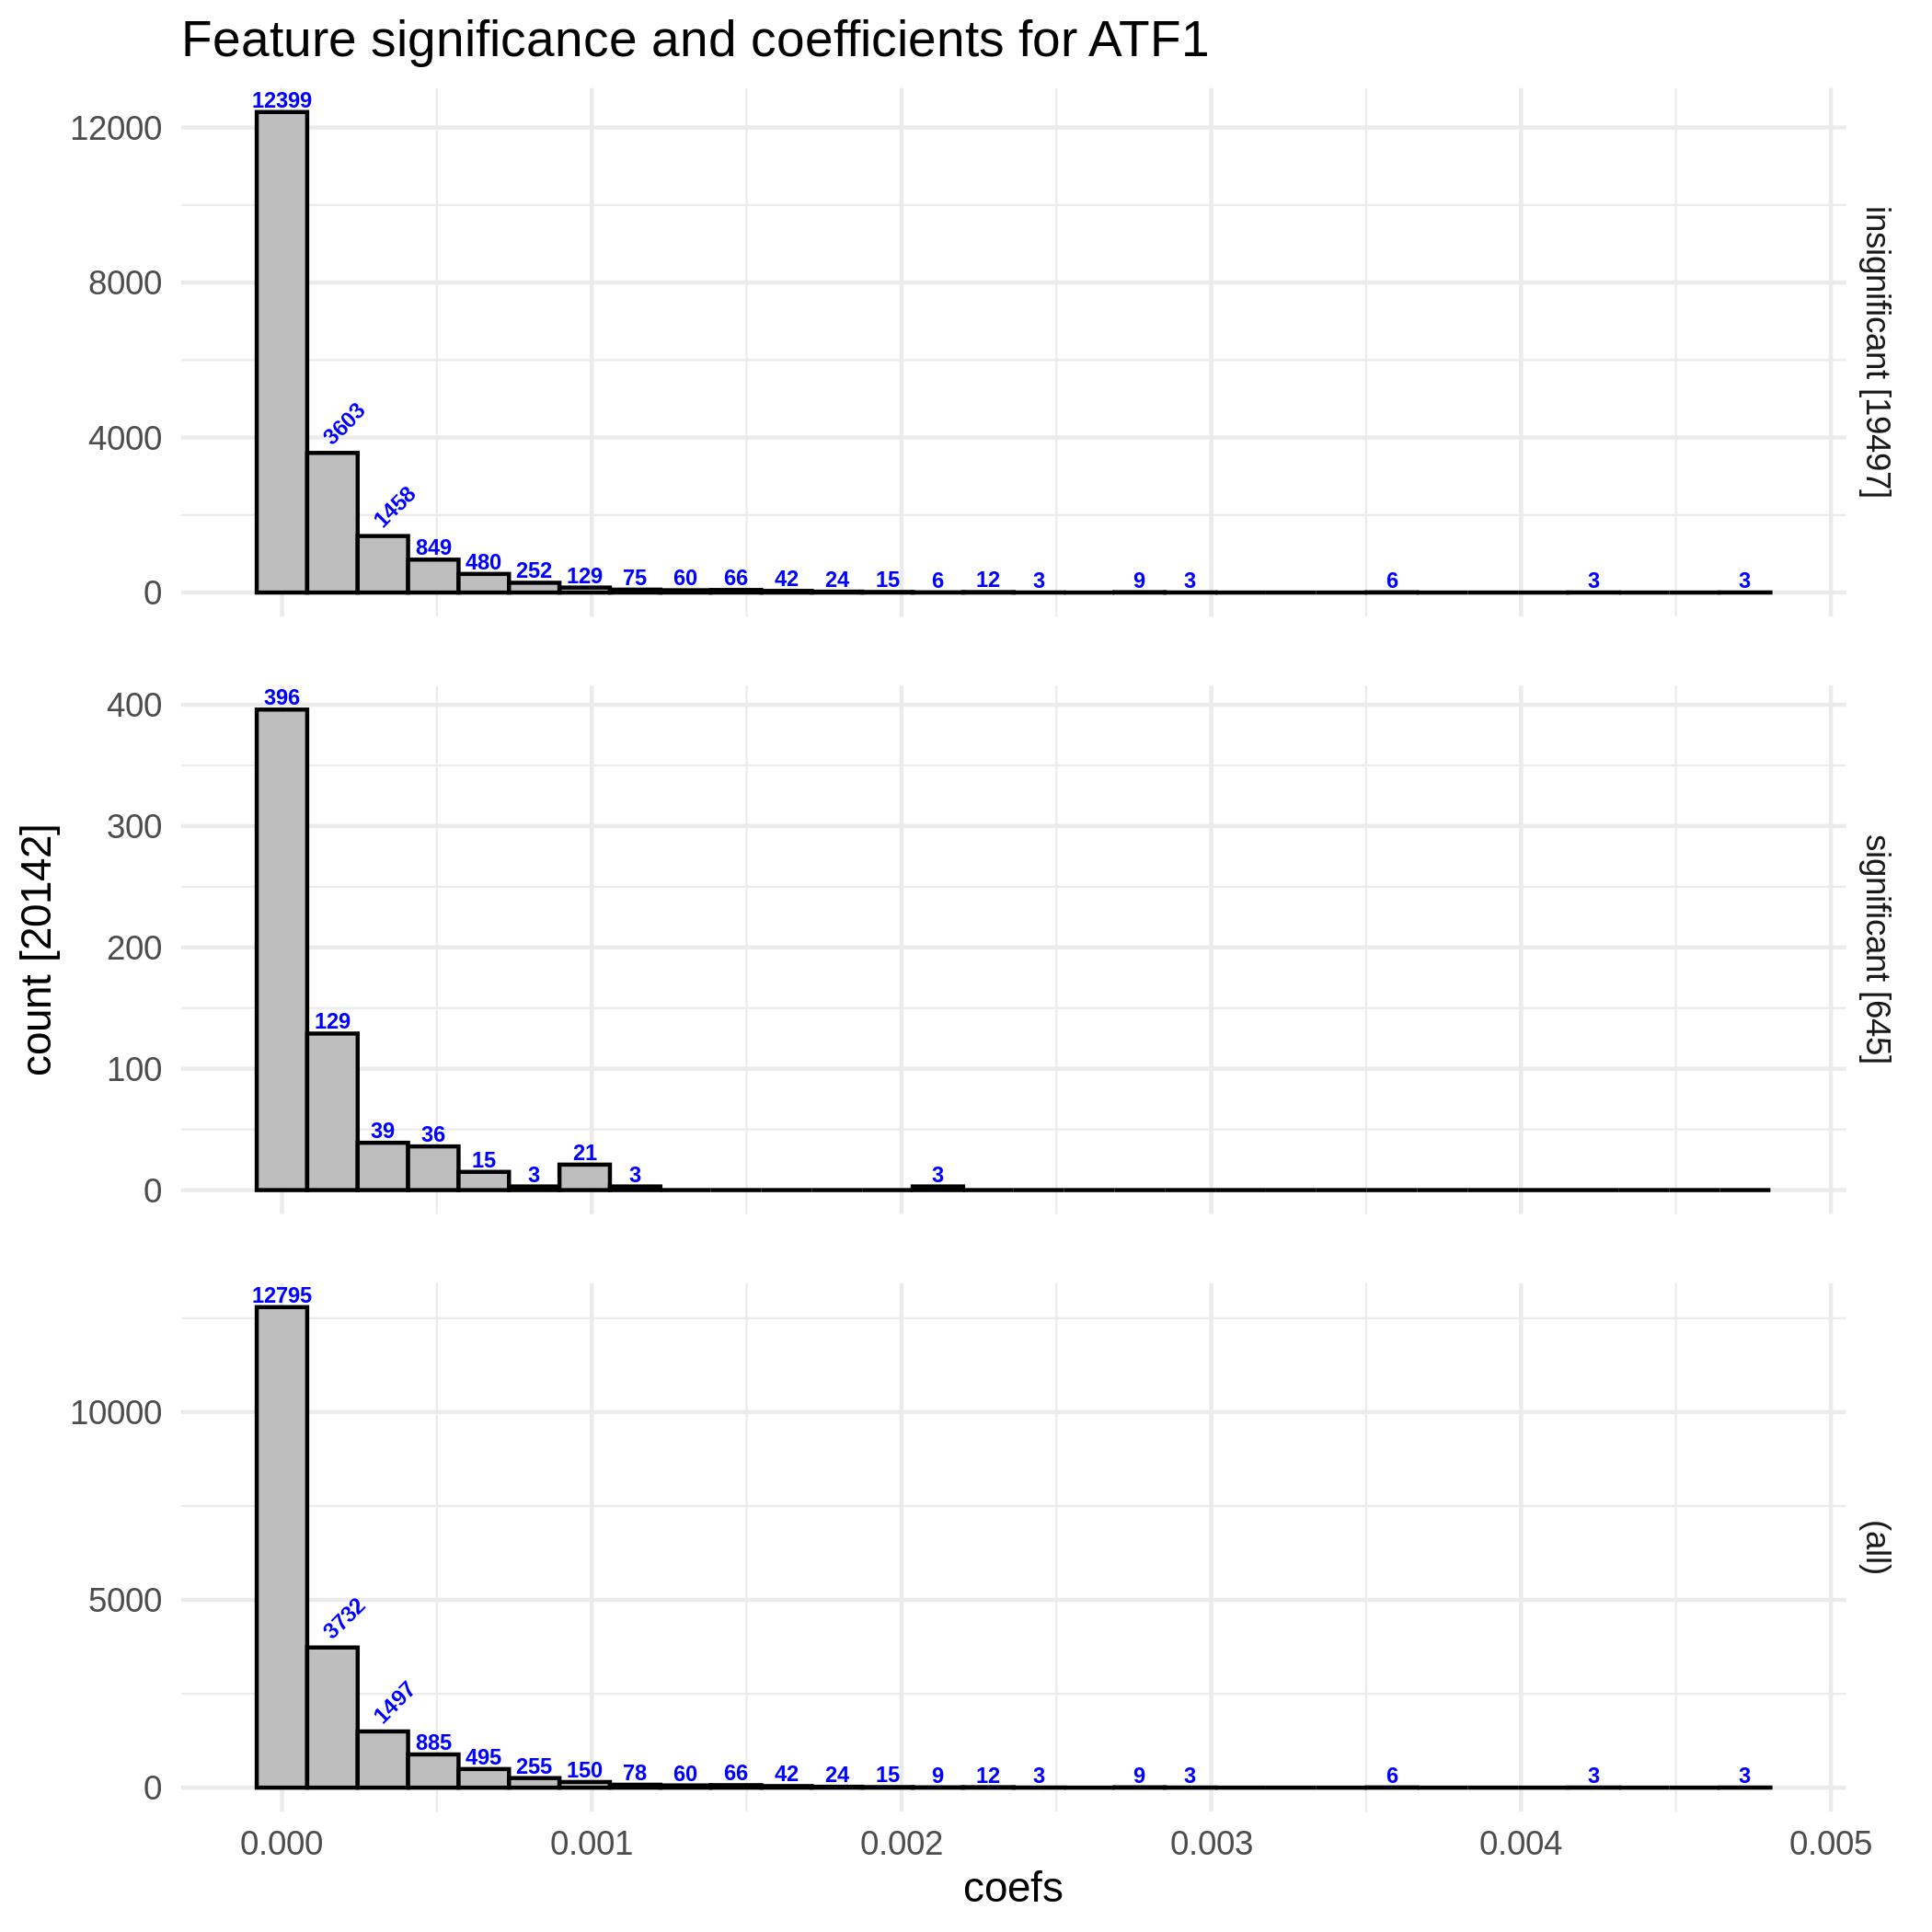 Feature significance and coefficients for ATF1
12399
12000
8000
3603
4000
1458
849 480 252 129 75 60 66 42 24 15 6 12 3 9 3 6 3 3
0
insignificant [19497]
396
400
300
200
129
100
39 36 15 3 21 3 3
0
significant [645]
count [20142]
12795
10000
5000
3732
1497
885 495 255 150 78 60 66 42 24 15 9 12 3 9 3 6 3 3
0
(all)
0.000 0.001 0.002 0.003 0.004 0.005
coefs